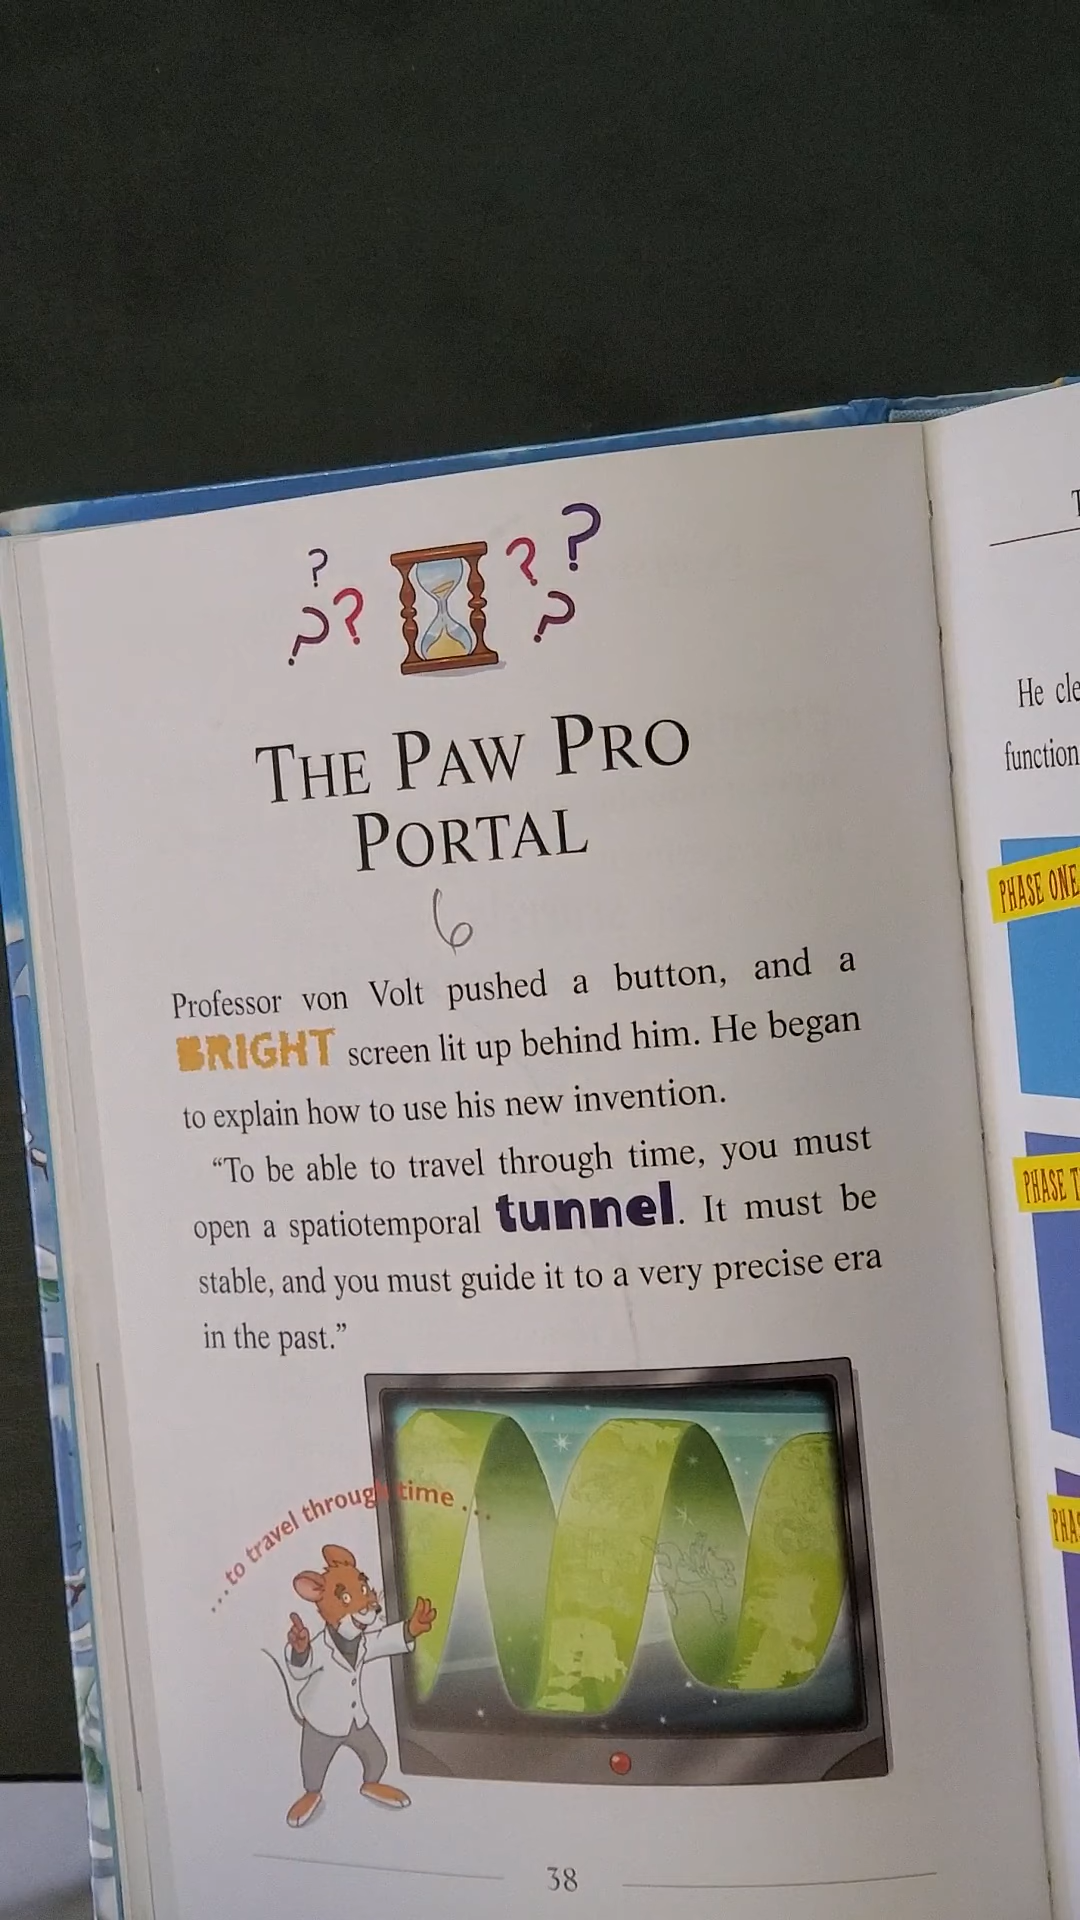 ? ? ? ? ? ?
THE PAW PRO
PORTAL
6
Professor von Volt pushed a button, and a
BRIGHT screen lit up behind him. He began
to explain how to use his new invention.
“To be able to travel through time, you must
open a spatiotemporal tunnel. It must be
stable, and you must guide it to a very precise era
in the past.”
...to travel through time...
38
He cle
function
PHASE ONE
PHASE T
PHA